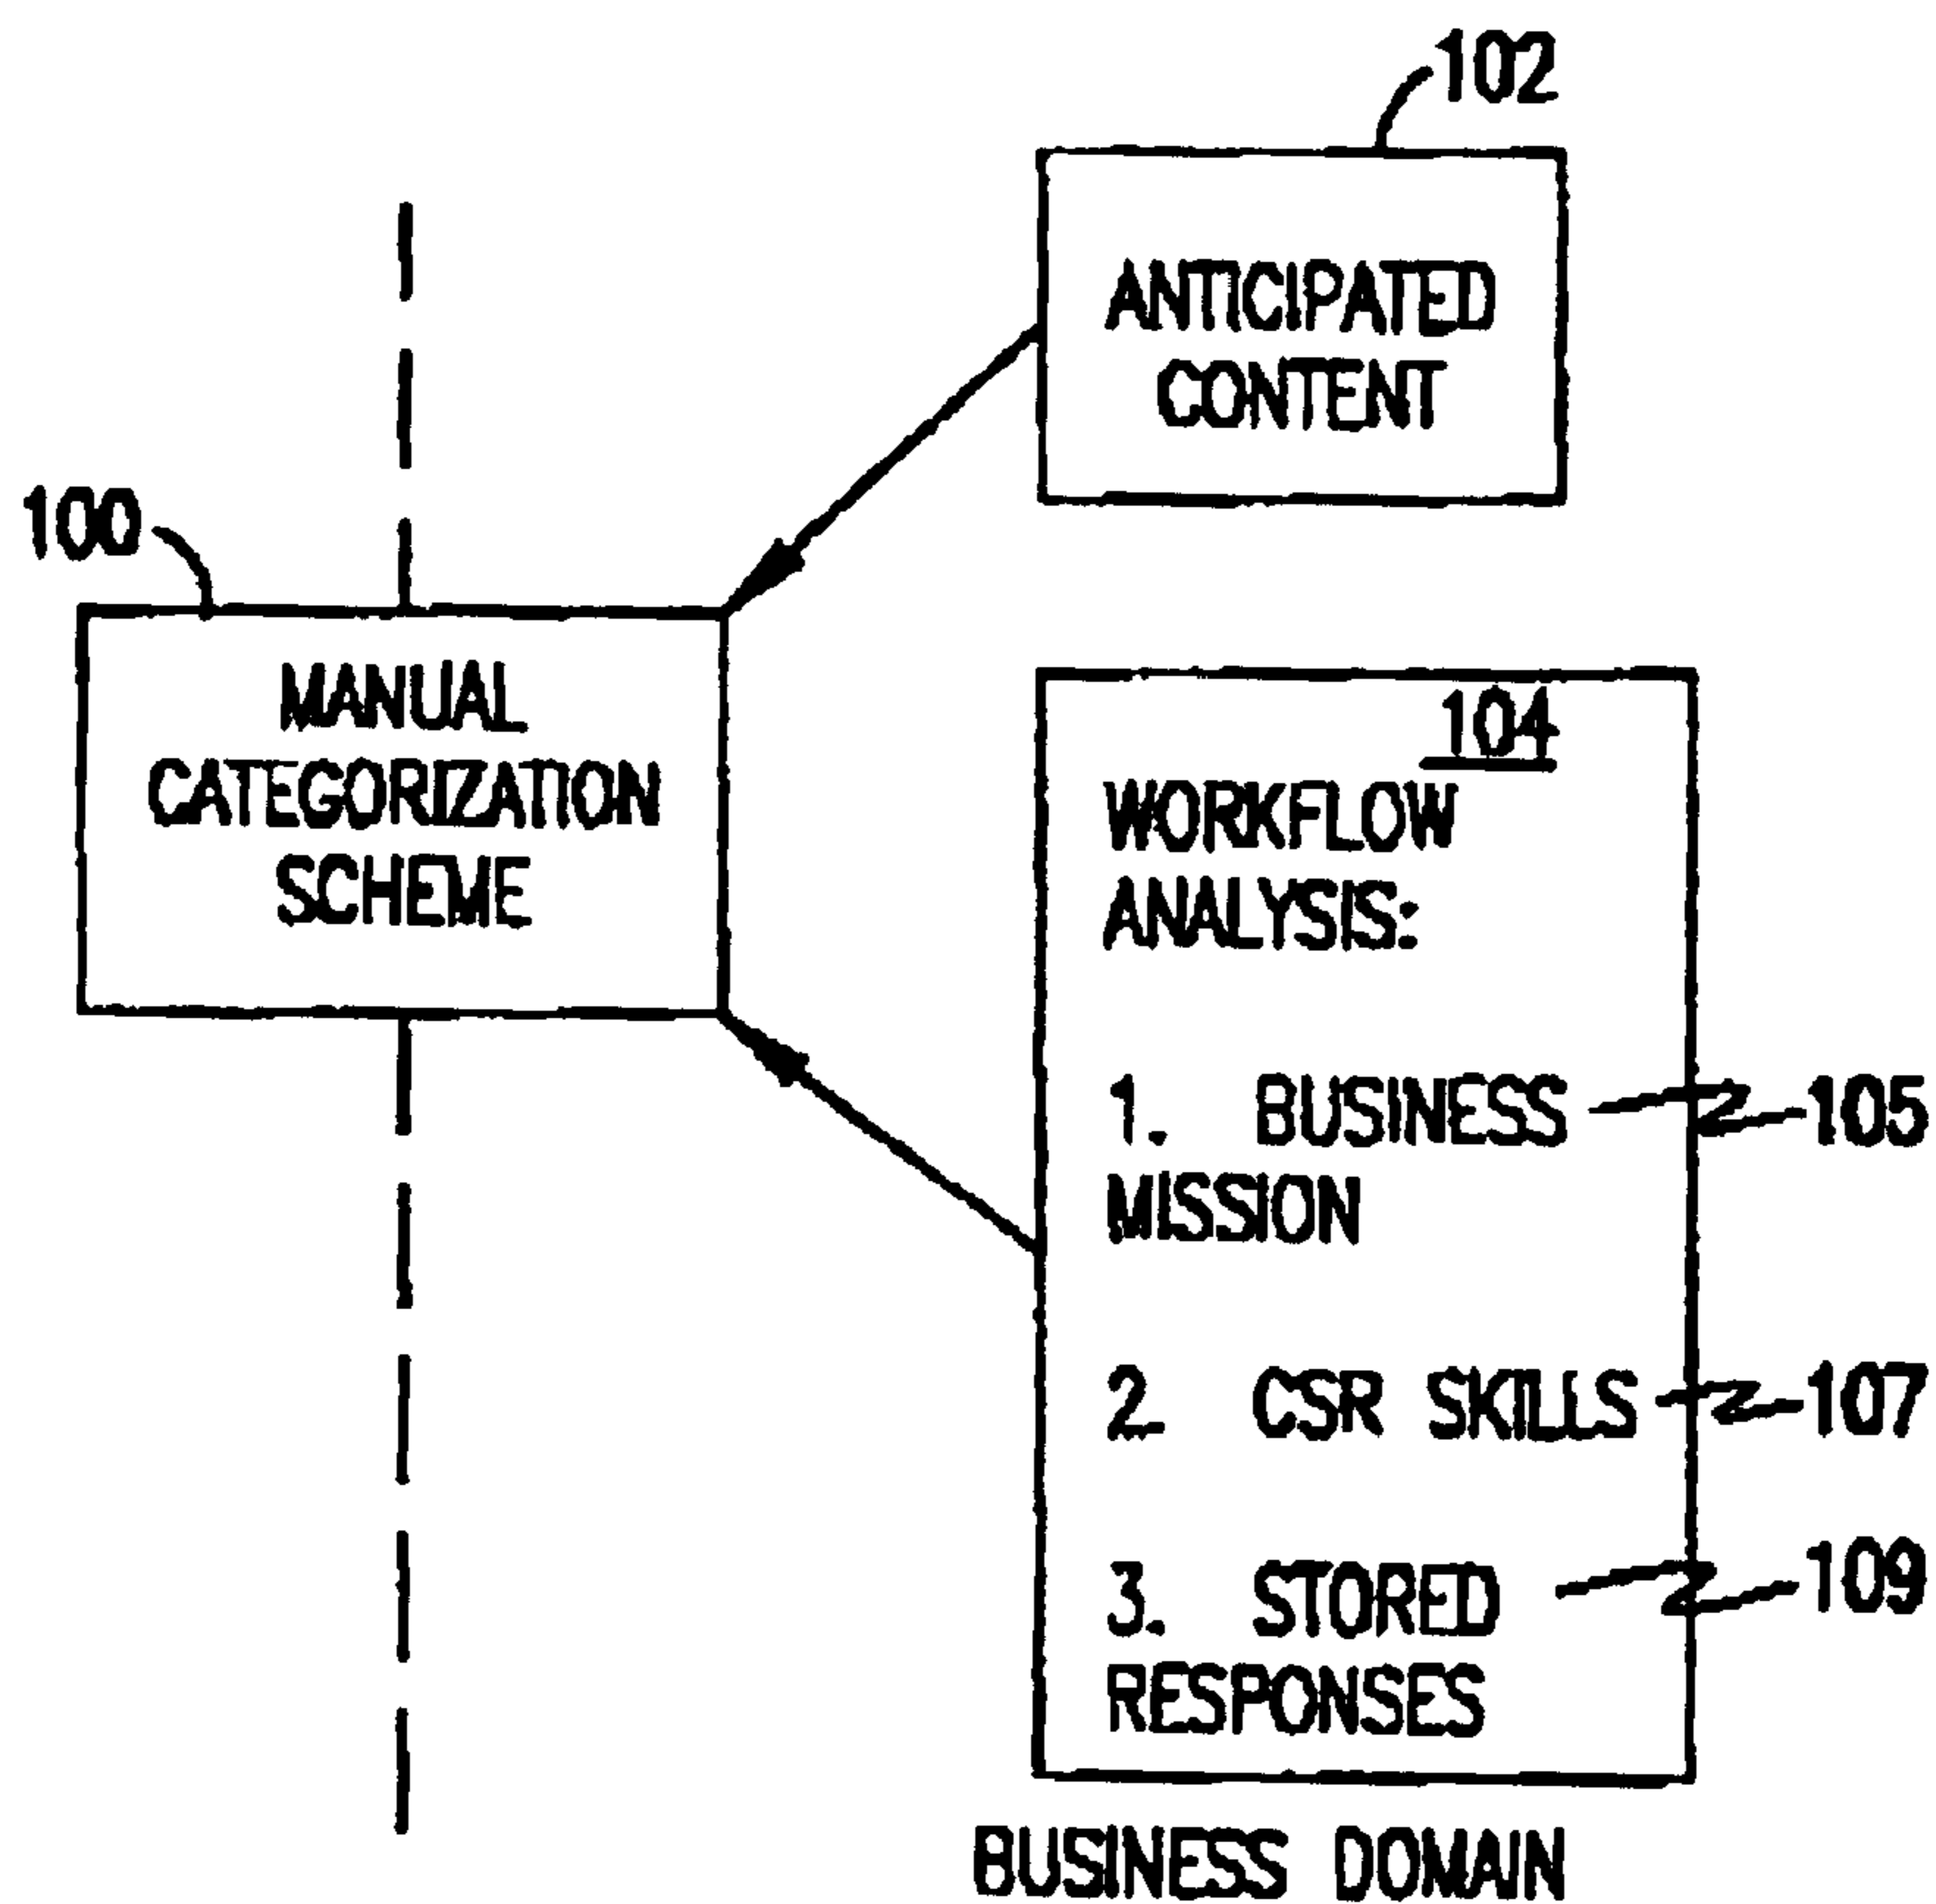 102
ANTICIPATED
CONTENT
100
MANUAL
CATEGORIZATION
SCHEME
104
WORKFLOW
ANALYSIS:
1. BUSINESS
MISSION
105
2. CSR SKILLS
107
3. STORED
RESPONSES
109
BUSINESS DOMAIN